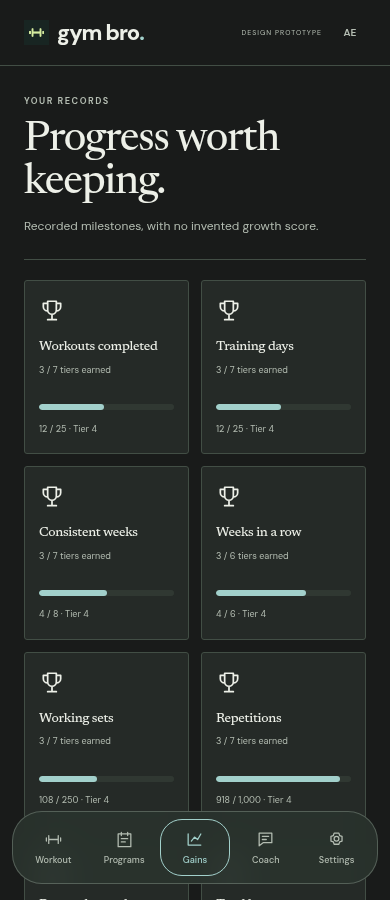 gym bro.
DESIGN PROTOTYPE
AE
YOUR RECORDS
Progress worth
keeping.
Recorded milestones, with no invented growth score.
Workouts completed
3 / 7 tiers earned
12 / 25 · Tier 4
Training days
3 / 7 tiers earned
12 / 25 · Tier 4
Consistent weeks
3 / 7 tiers earned
4 / 8 · Tier 4
Weeks in a row
3 / 6 tiers earned
4 / 6 · Tier 4
Working sets
3 / 7 tiers earned
108 / 250 · Tier 4
Repetitions
3 / 7 tiers earned
918 / 1,000 · Tier 4
Workout
Programs
Gains
Coach
Settings